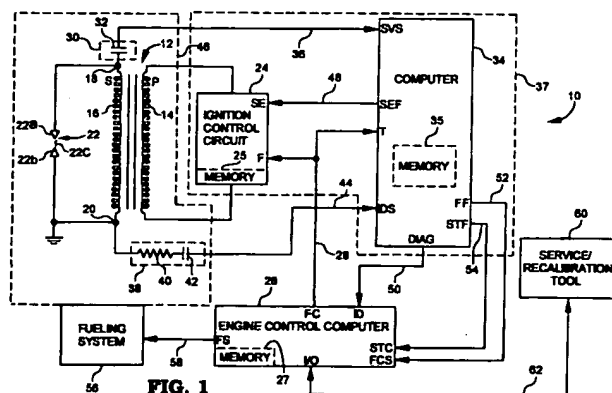 32
30
12
46
36
SVS
34
18
S
P
24
48
SEF
COMPUTER
37
16
14
SE
IGNITION
CONTROL
CIRCUIT
T
35
MEMORY
10
22a
22
22c
22b
25
F
MEMORY
44
52
FF
STF
IDS
DIAG
54
60
20
28
50
SERVICE/
RECALIBRATION
TOOL
38
40
42
FC
ID
ENGINE CONTROL COMPUTER
FUELING
SYSTEM
FS
STC
FCS
MEMORY
I/O
58
27
56
62
FIG. 1